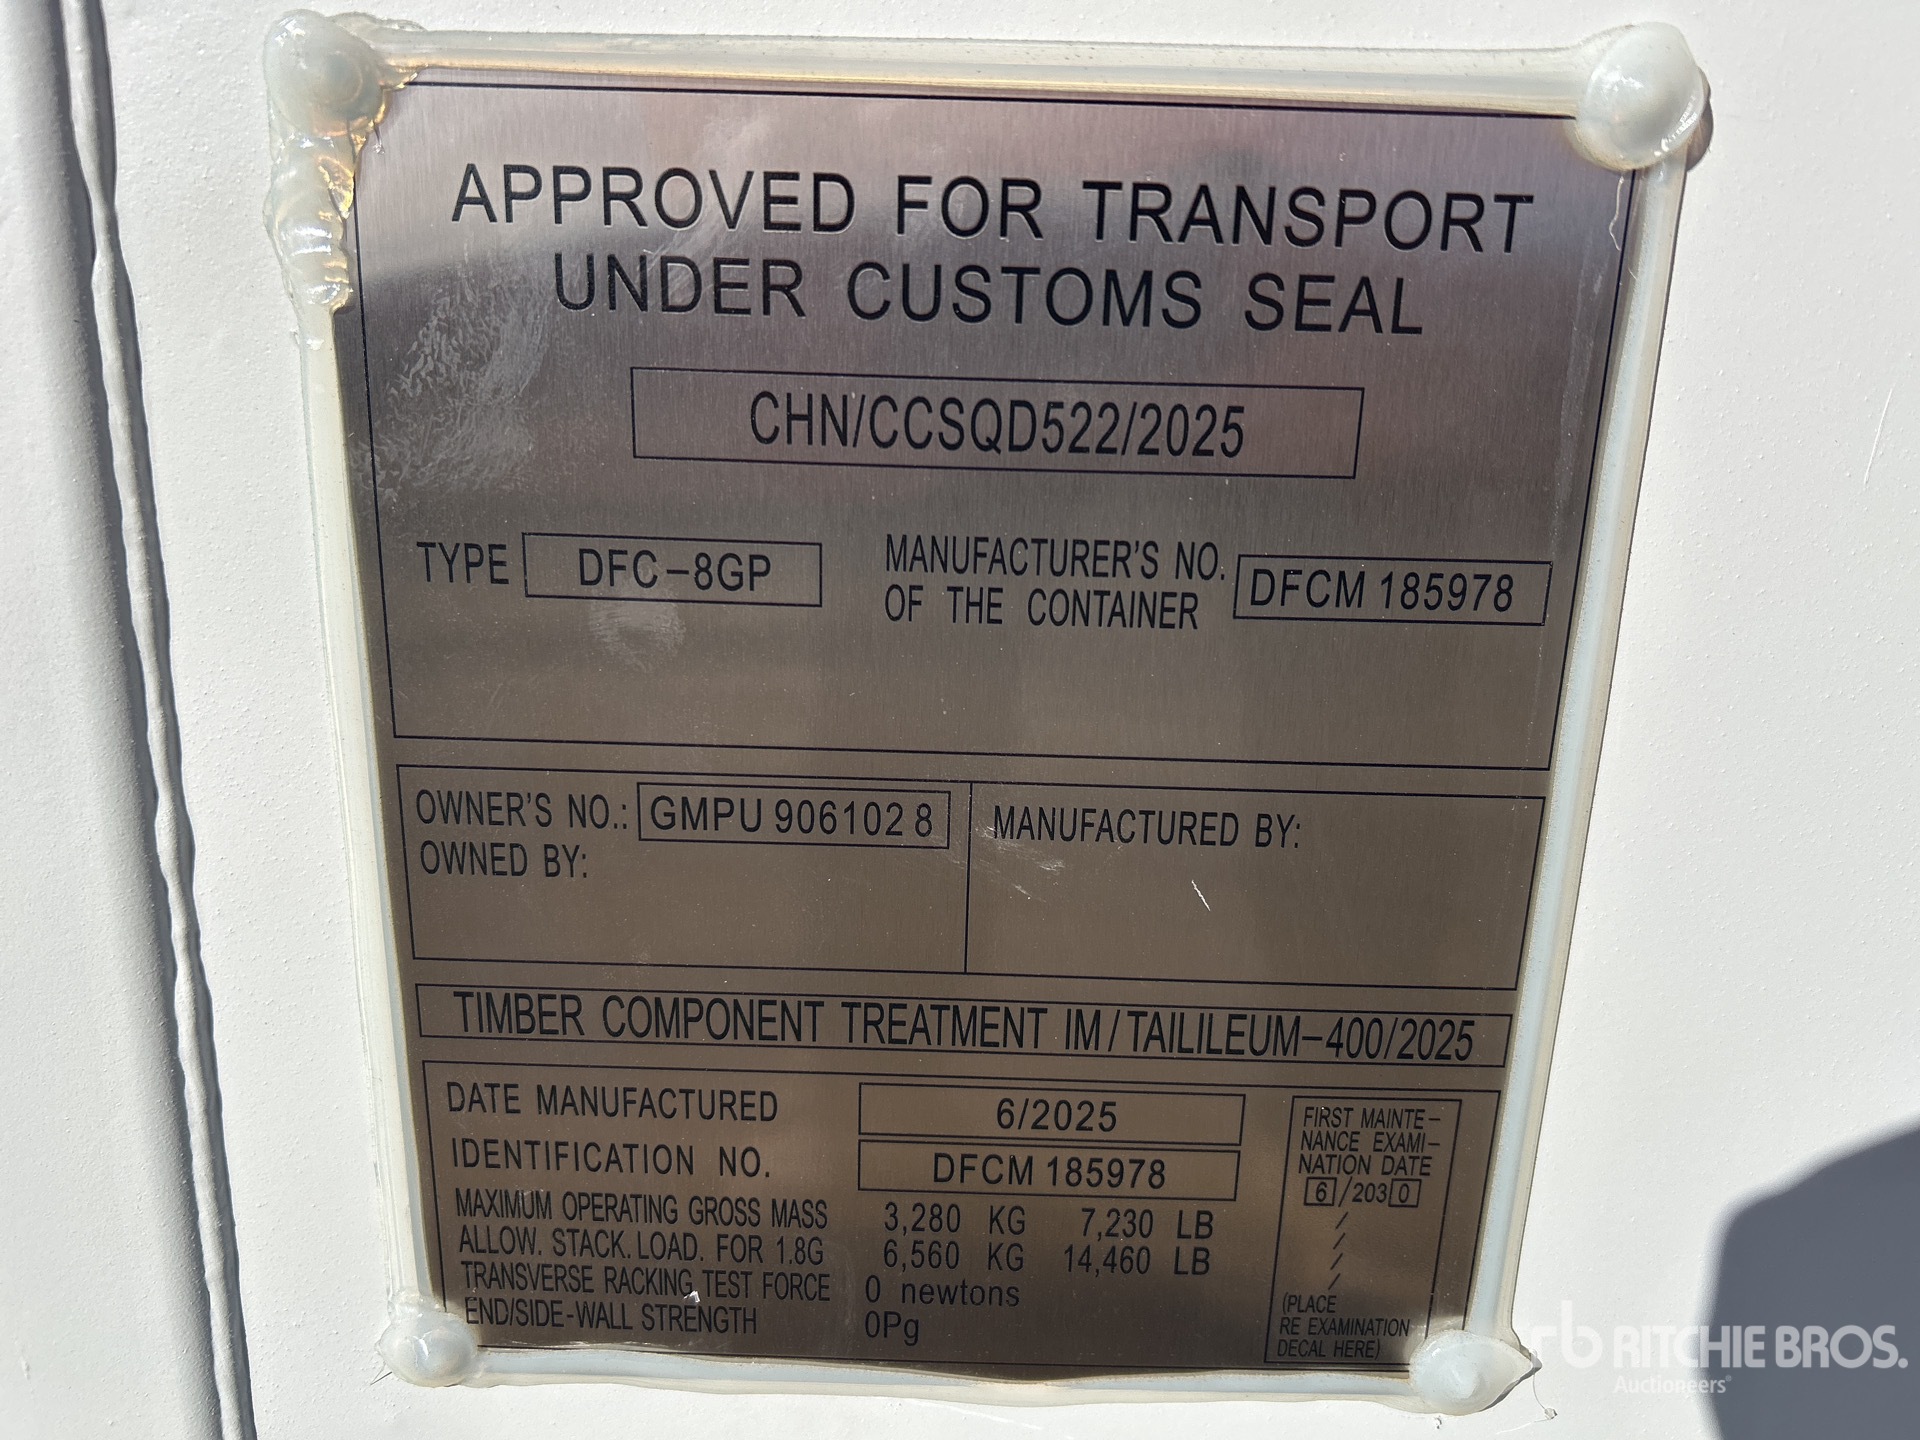 APPROVED FOR TRANSPORT
UNDER CUSTOMS SEAL
CHN/CCSQD522/2025
TYPE DFC-8GP
MANUFACTURER'S NO.
OF THE CONTAINER
DFCM 185978
OWNER'S NO.: GMPU 906102 8
OWNED BY:
MANUFACTURED BY:
TIMBER COMPONENT TREATMENT IM/TAILILEUM-400/2025
DATE MANUFACTURED 6/2025
IDENTIFICATION NO. DFCM 185978
MAXIMUM OPERATING GROSS MASS 3,280 KG 7,230 LB
ALLOW. STACK. LOAD. FOR 1.8G 6,560 KG 14,460 LB
TRANSVERSE RACKING TEST FORCE 0 newtons
END/SIDE-WALL STRENGTH 0Pg
FIRST MAINTE-
NANCE EXAMI-
NATION DATE
6/2030
/
/
/
/
(PLACE
RE EXAMINATION
DECAL HERE)
rb RITCHIE BROS.
Auctioneers